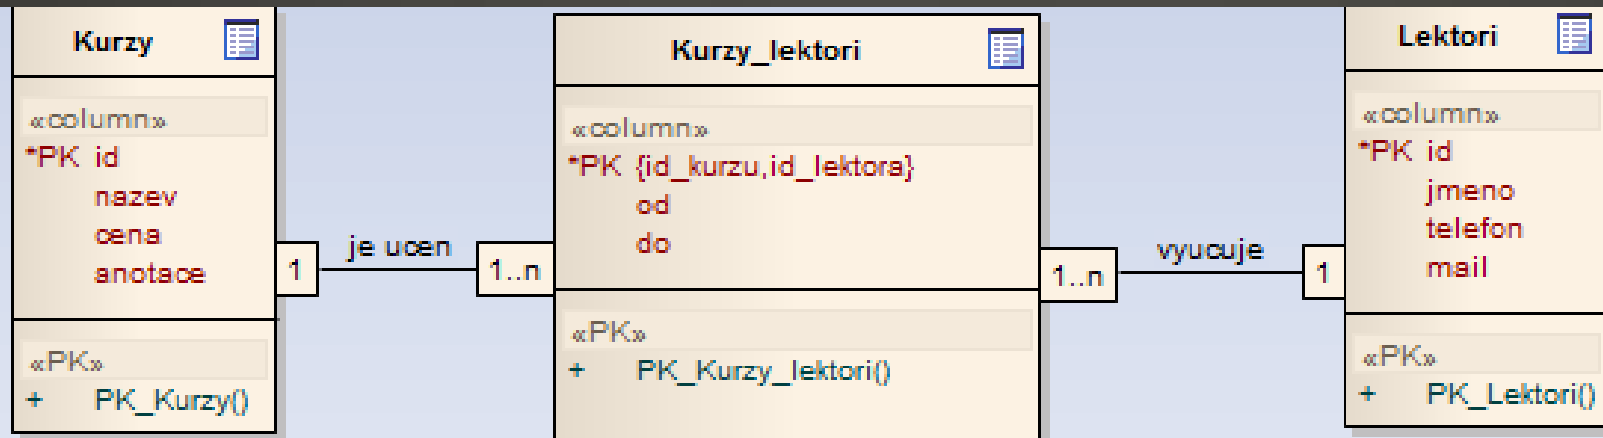 Kurzy
«column»
*PK id
nazev
cena
anotace
«PK»
+ PK_Kurzy()
1
je ucen
1..n
Kurzy_lektori
«column»
*PK {id_kurzu,id_lektora}
od
do
«PK»
+ PK_Kurzy_lektori()
1..n
vyucuje
1
Lektori
«column»
*PK id
jmeno
telefon
mail
«PK»
+ PK_Lektori()